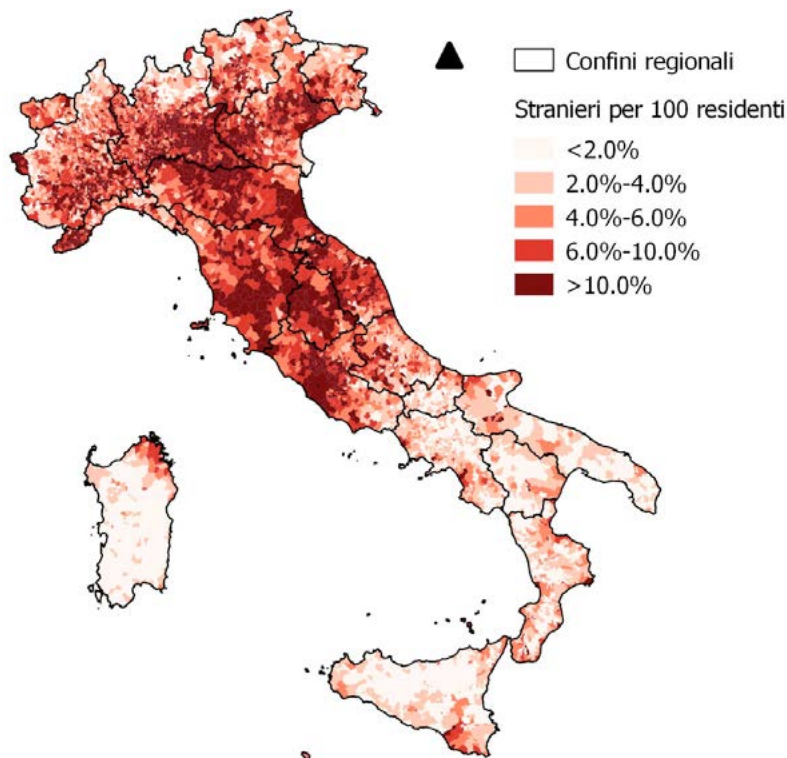 Confini regionali
Stranieri per 100 residenti
<2.0%
2.0%-4.0%
4.0%-6.0%
6.0%-10.0%
>10.0%